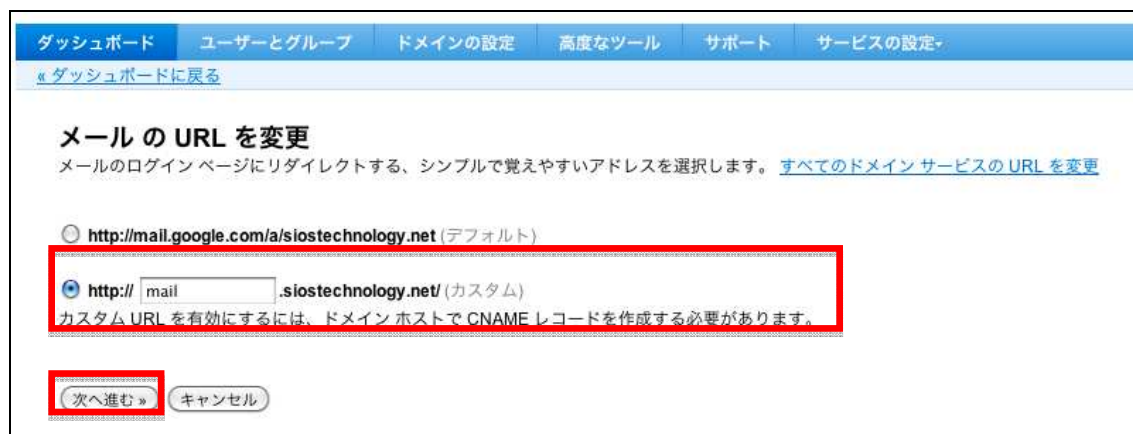 ダッシュボード ユーザーとグループ ドメインの設定 高度なツール サポート サービスの設定
« ダッシュボードに戻る
メール の URL を変更
メールのログイン ページにリダイレクトする、シンプルで覚えやすいアドレスを選択します。 すべてのドメイン サービスの URL を変更
http://mail.google.com/a/siostechnology.net (デフォルト)
http:// mail .siostechnology.net/ (カスタム)
カスタム URL を有効にするには、ドメイン ホストで CNAME レコードを作成する必要があります。
次へ進む » キャンセル